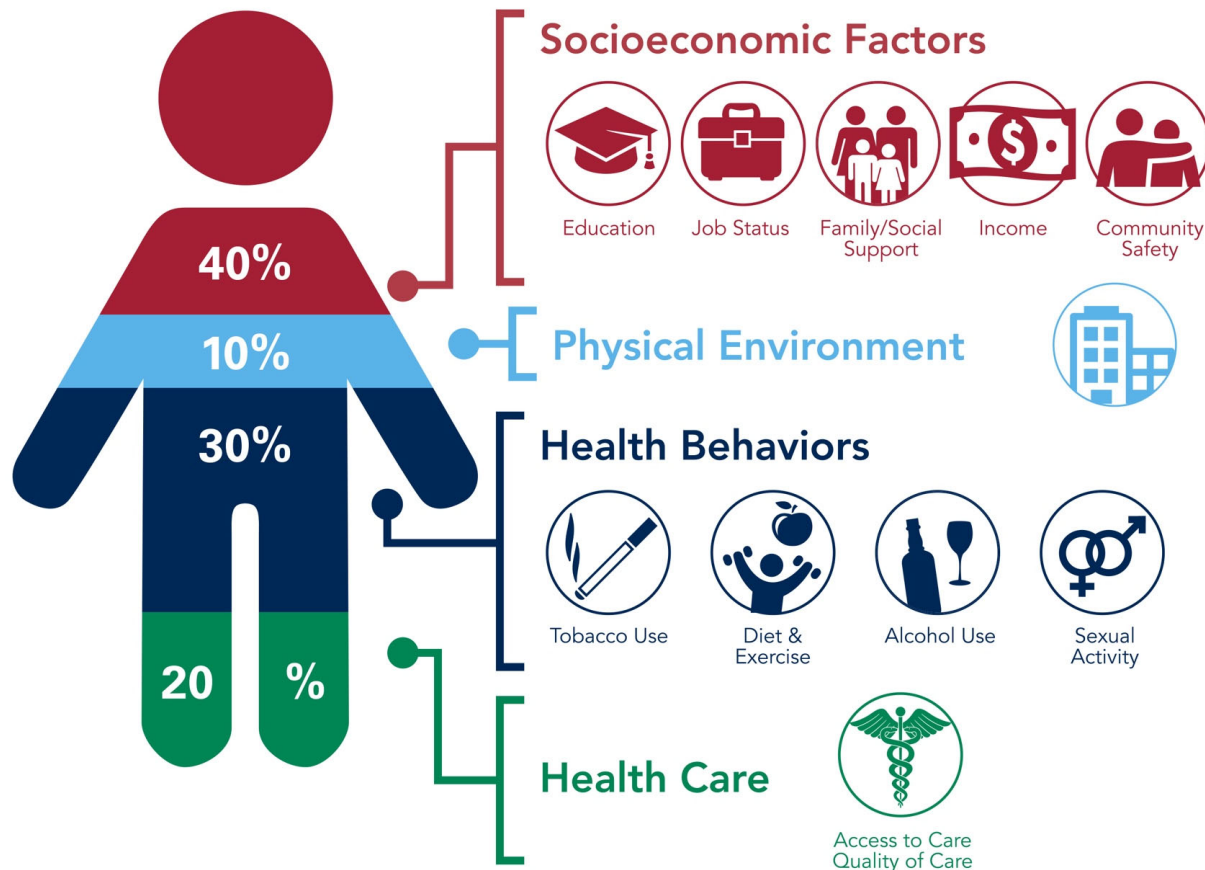 Socioeconomic Factors
Education
Job Status
Family/Social
Support
Income
Community
Safety
40%
10%
Physical Environment
30%
Health Behaviors
Tobacco Use
Diet &
Exercise
Alcohol Use
Sexual
Activity
20 %
Health Care
Access to Care
Quality of Care
$